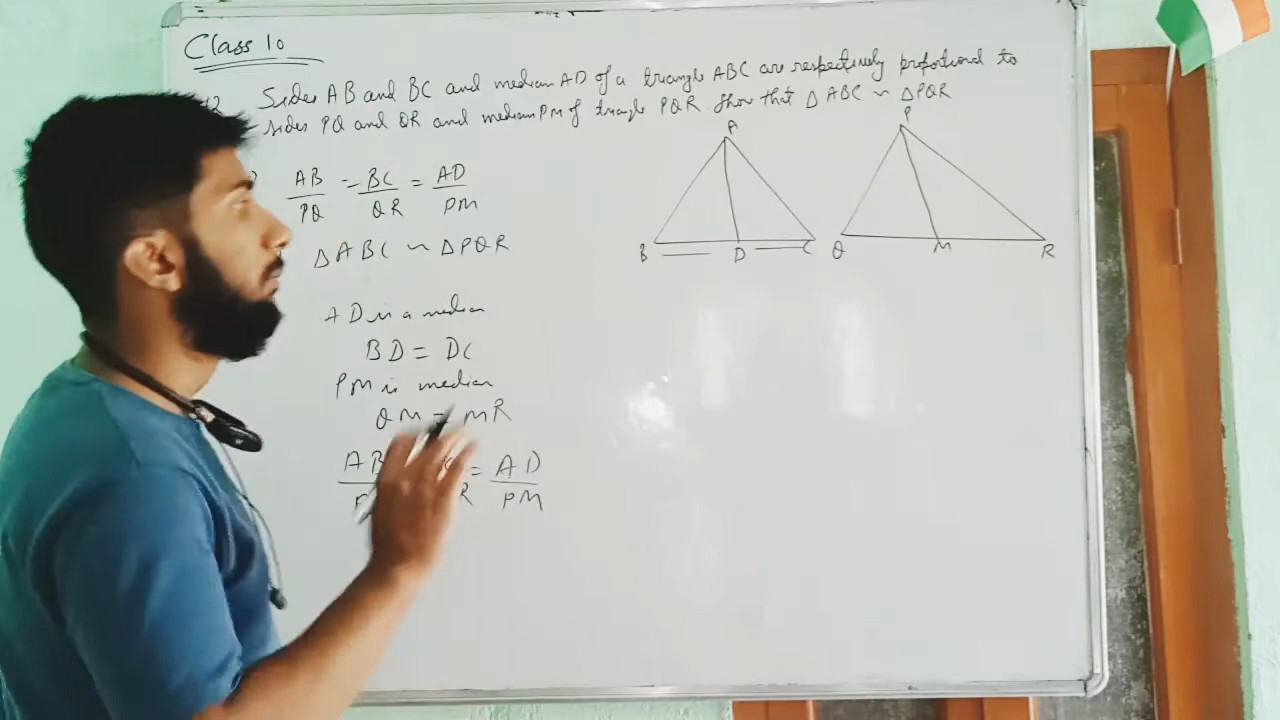 Class 10
12 Sides AB and BC and median AD of a triangle ABC are respectively proportional to
sides PQ and QR and median PM of triangle PQR show that △ABC ~ △PQR
AB/PQ = BC/QR = AD/PM
△ABC ~ △PQR
AD is a median
BD = DC
PM is median
QM = MR
AB = AD/PM
A
B D C
P
Q M R